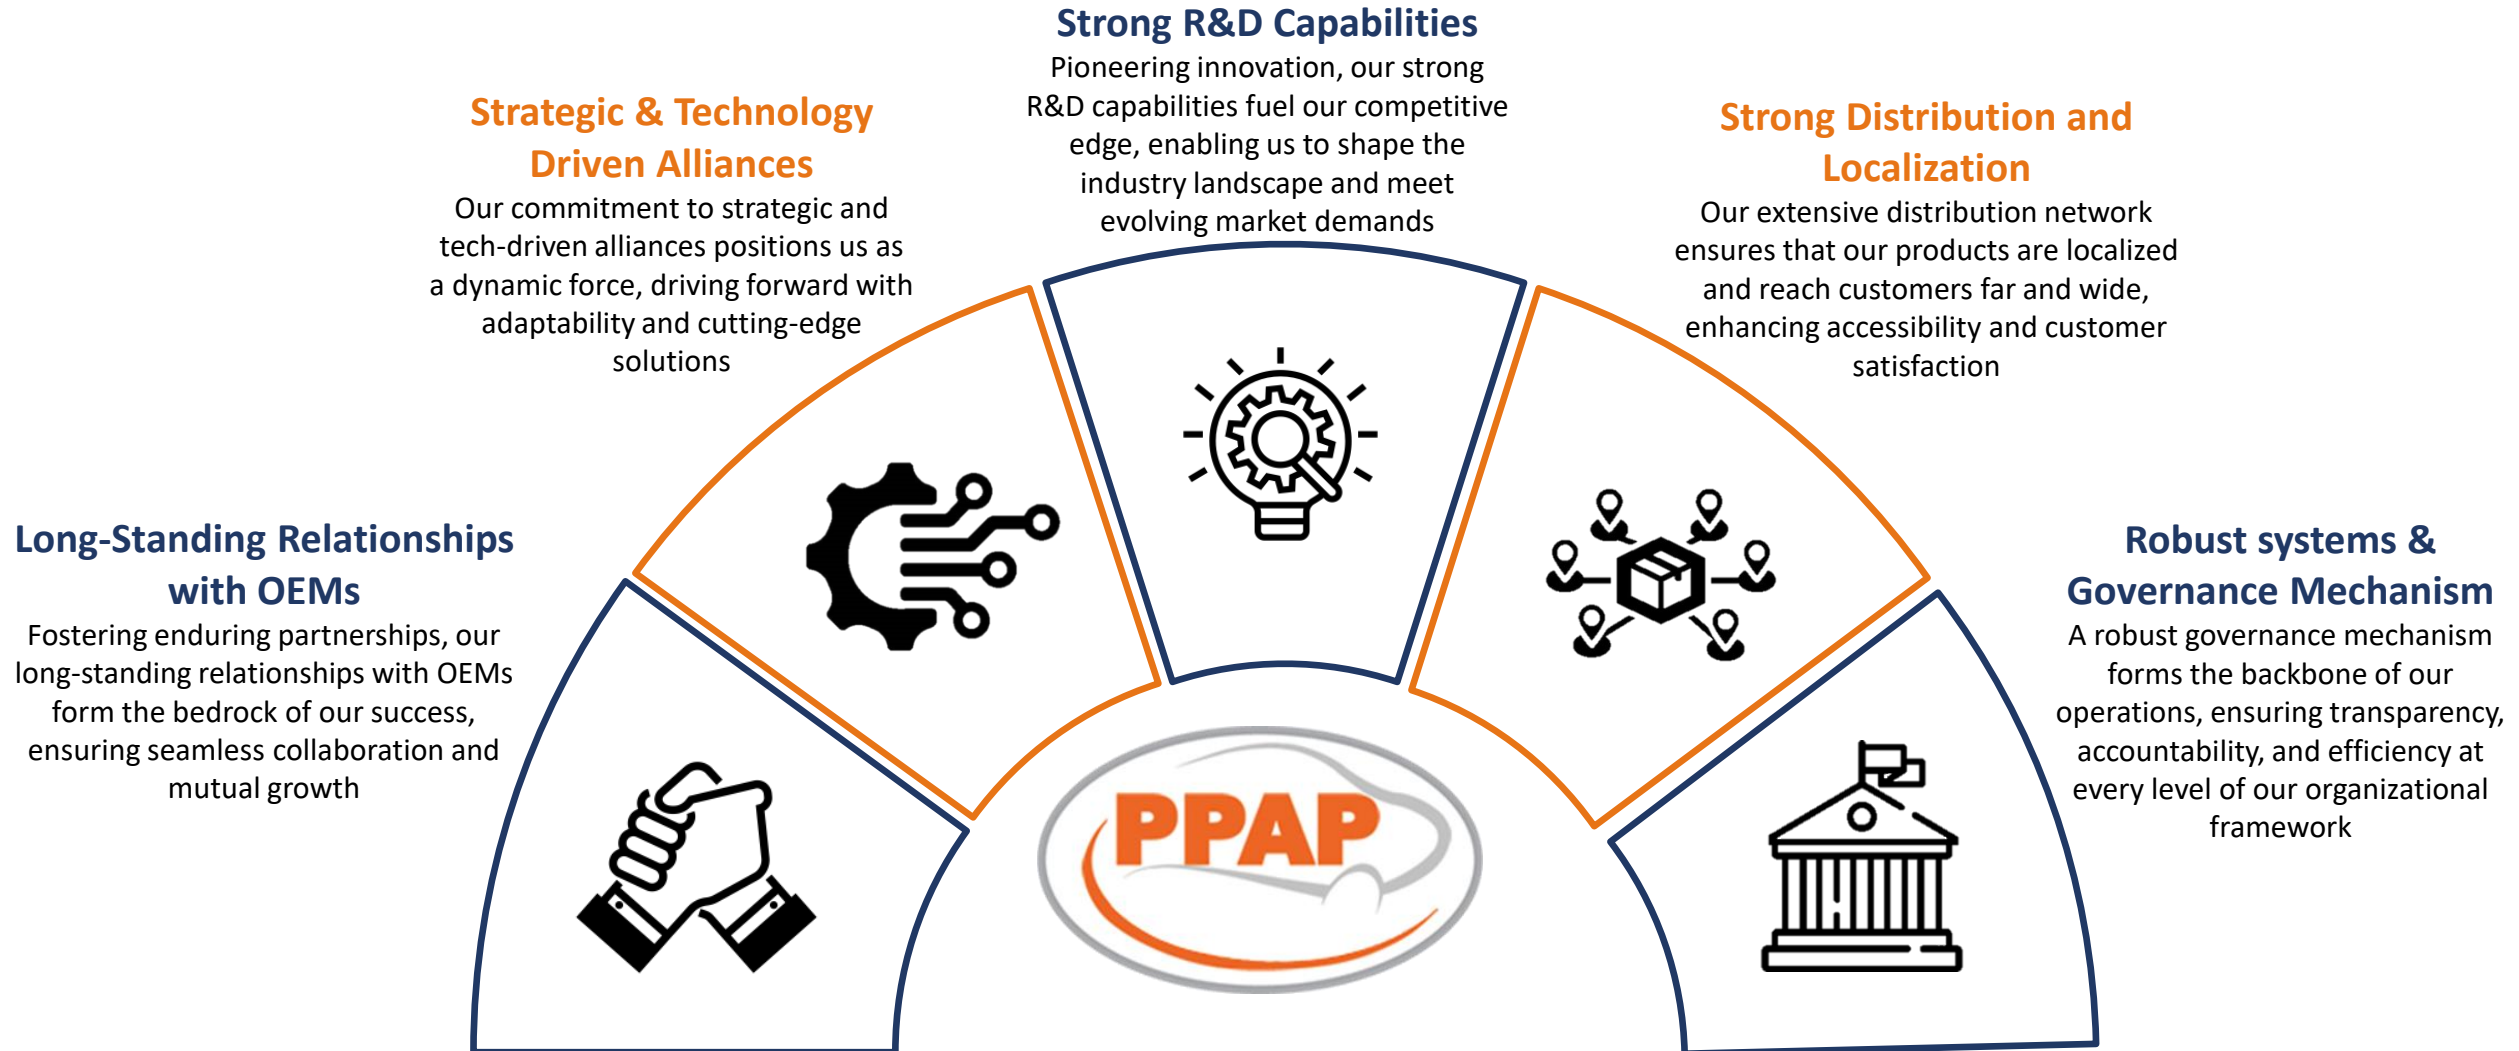 Long-Standing Relationships
with OEMs
Fostering enduring partnerships, our
long-standing relationships with OEMs
form the bedrock of our success,
ensuring seamless collaboration and
mutual growth
Strategic & Technology
Driven Alliances
Our commitment to strategic and
tech-driven alliances positions us as
a dynamic force, driving forward with
adaptability and cutting-edge
solutions
Strong R&D Capabilities
Pioneering innovation, our strong
R&D capabilities fuel our competitive
edge, enabling us to shape the
industry landscape and meet
evolving market demands
Strong Distribution and
Localization
Our extensive distribution network
ensures that our products are localized
and reach customers far and wide,
enhancing accessibility and customer
satisfaction
Robust systems &
Governance Mechanism
A robust governance mechanism
forms the backbone of our
operations, ensuring transparency,
accountability, and efficiency at
every level of our organizational
framework
PPAP